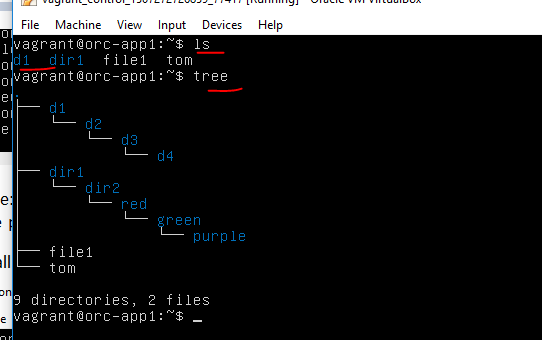 vagrant_control_1567272720855_77417 [Running] - Oracle VM VirtualBox
File Machine View Input Devices Help
vagrant@orc-app1:~$ ls
d1 dir1 file1 tom
vagrant@orc-app1:~$ tree
.
├── d1
│   └── d2
│       └── d3
│           └── d4
├── dir1
│   └── dir2
│       └── red
│           └── green
│               └── purple
├── file1
└── tom
9 directories, 2 files
vagrant@orc-app1:~$ _